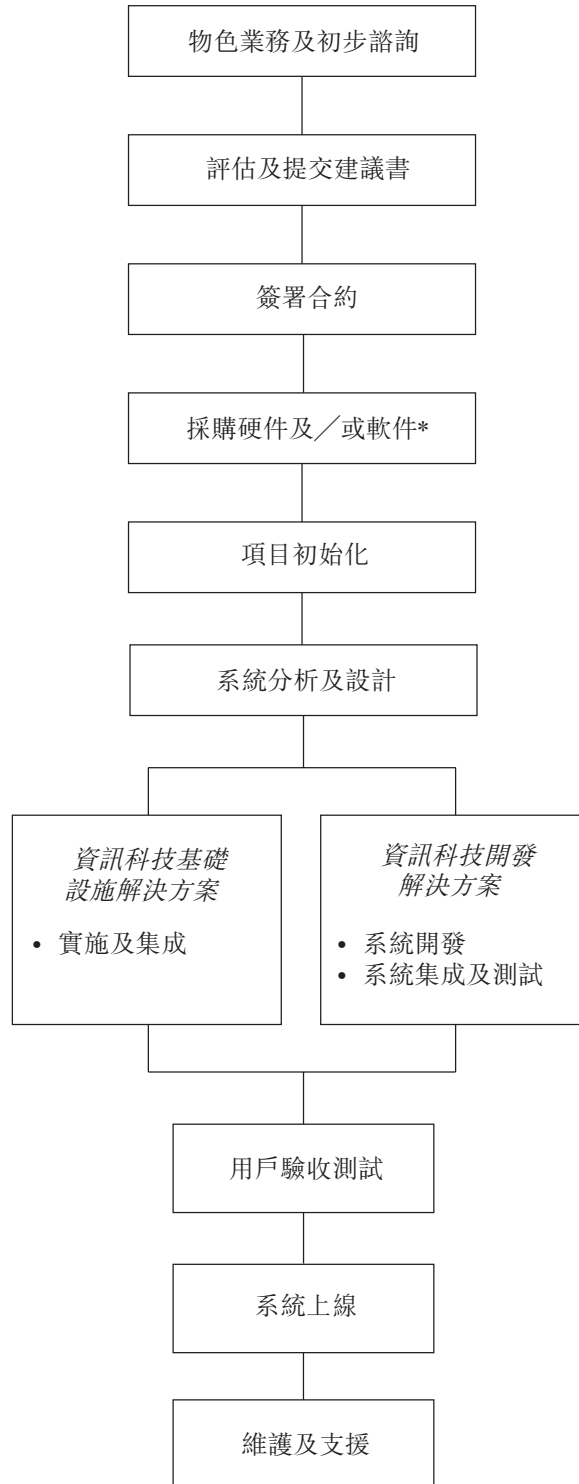 物色業務及初步諮詢
評估及提交建議書
簽署合約
採購硬件及╱或軟件*
項目初始化
系統分析及設計
資訊科技基礎
設施解決方案
• 實施及集成
資訊科技開發
解決方案
• 系統開發
• 系統集成及測試
用戶驗收測試
系統上線
維護及支援